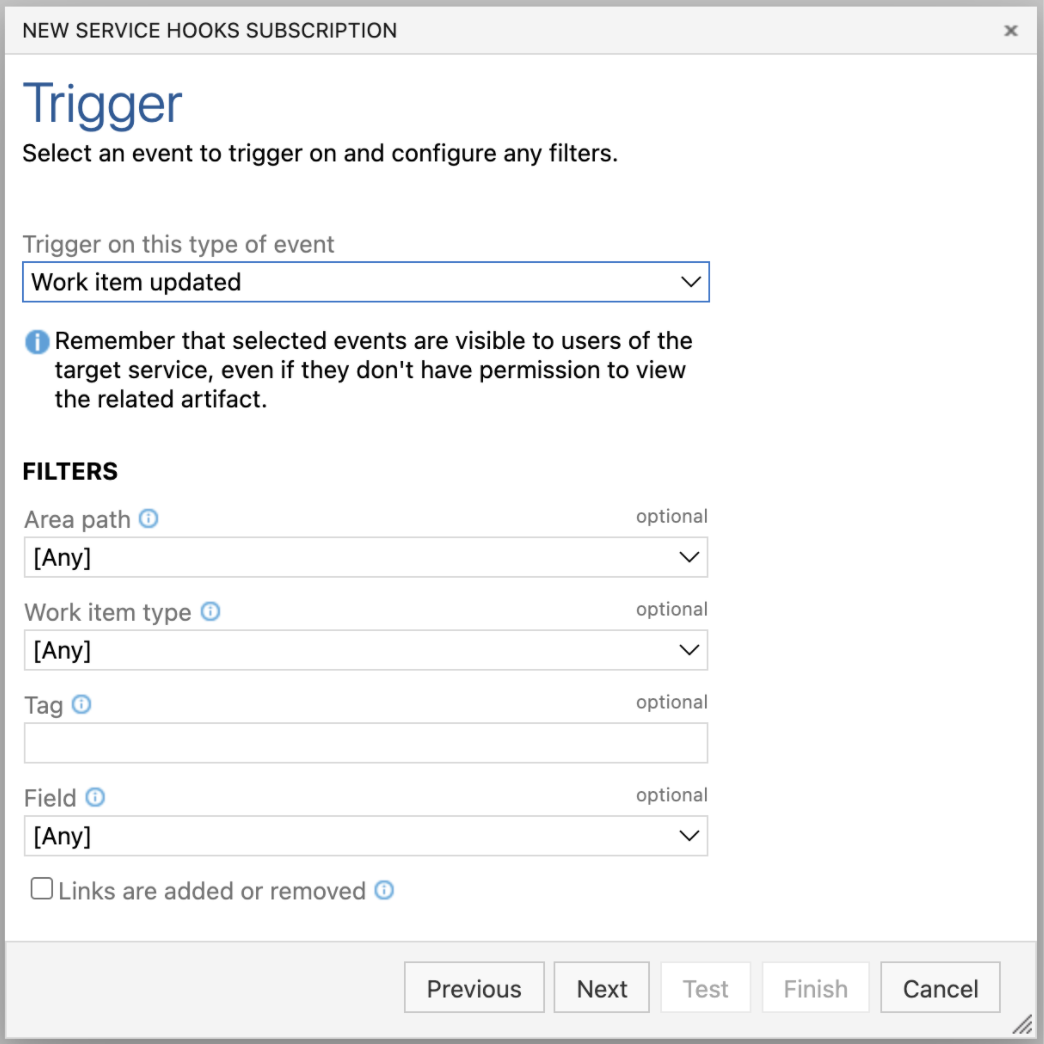 NEW SERVICE HOOKS SUBSCRIPTION
Trigger
Select an event to trigger on and configure any filters.
Trigger on this type of event
Work item updated
Remember that selected events are visible to users of the
target service, even if they don't have permission to view
the related artifact.
FILTERS
Area path optional
[Any]
Work item type optional
[Any]
Tag optional
Field optional
[Any]
Links are added or removed
Previous Next Test Finish Cancel